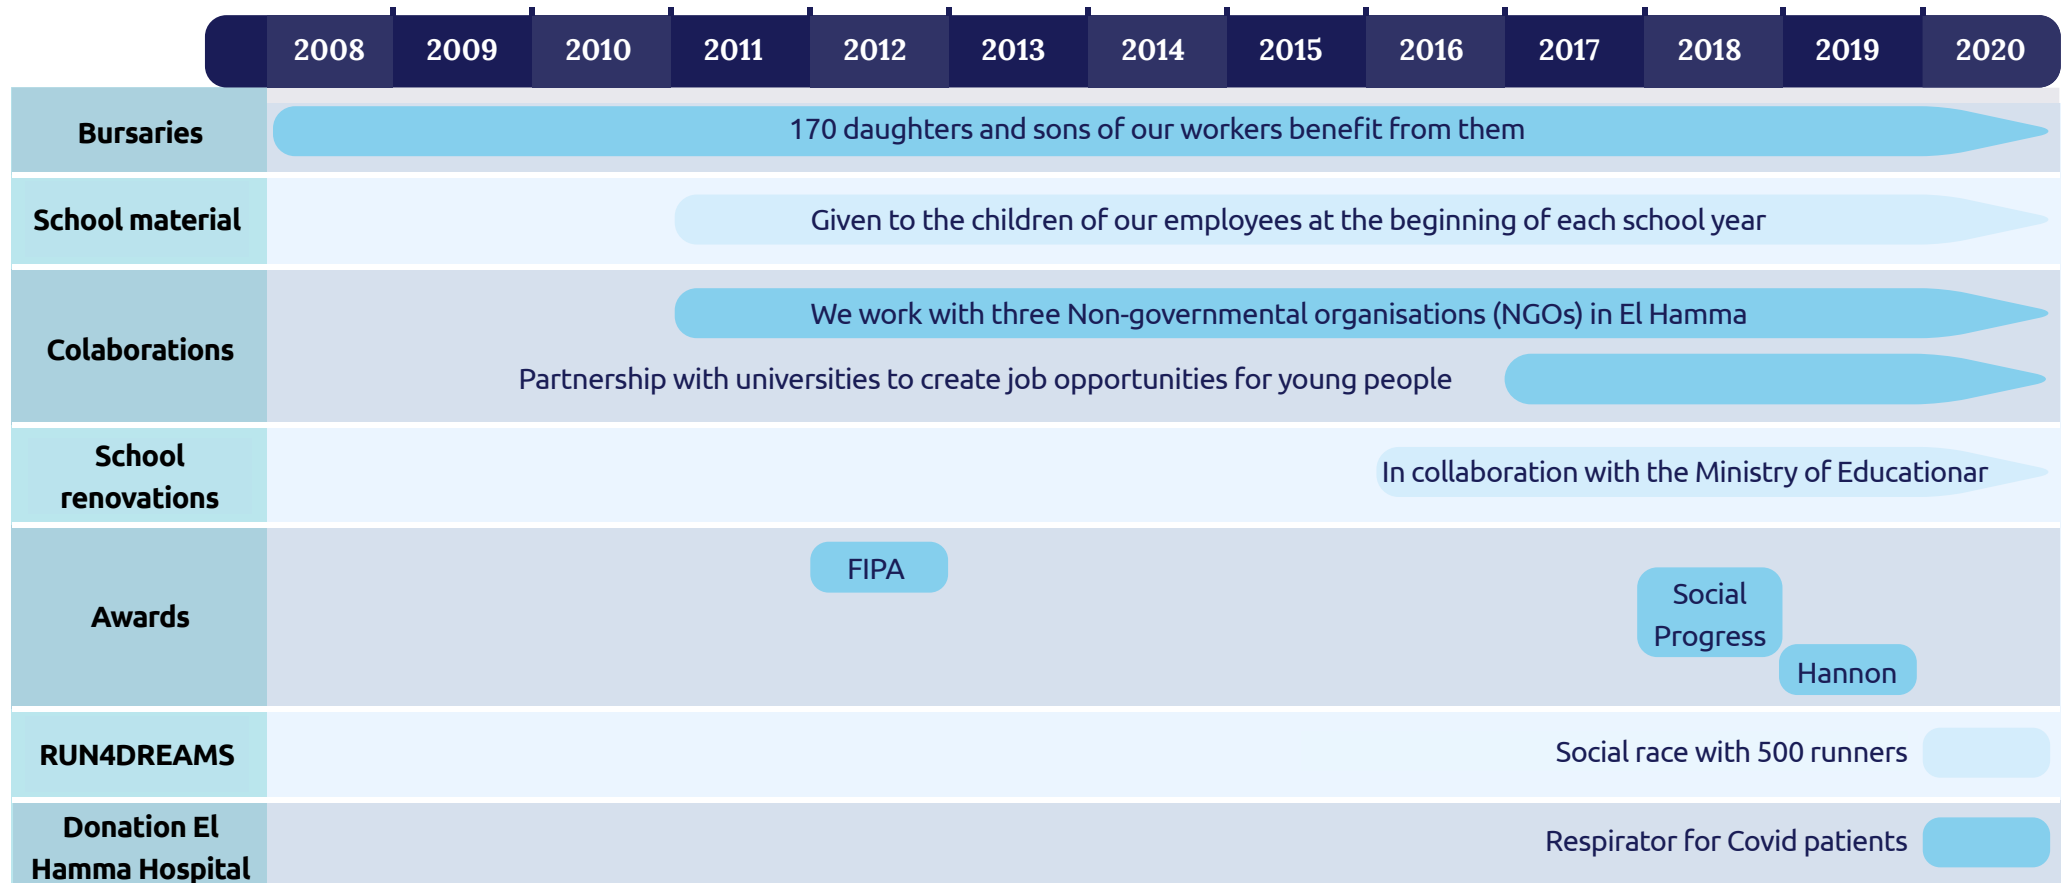 2008 2009 2010 2011 2012 2013 2014 2015 2016 2017 2018 2019 2020
Bursaries
170 daughters and sons of our workers benefit from them
School material
Given to the children of our employees at the beginning of each school year
Colaborations
We work with three Non-governmental organisations (NGOs) in El Hamma
Partnership with universities to create job opportunities for young people
School
renovations
In collaboration with the Ministry of Educationar
Awards
FIPA
Social
Progress
Hannon
RUN4DREAMS
Social race with 500 runners
Donation El
Hamma Hospital
Respirator for Covid patients